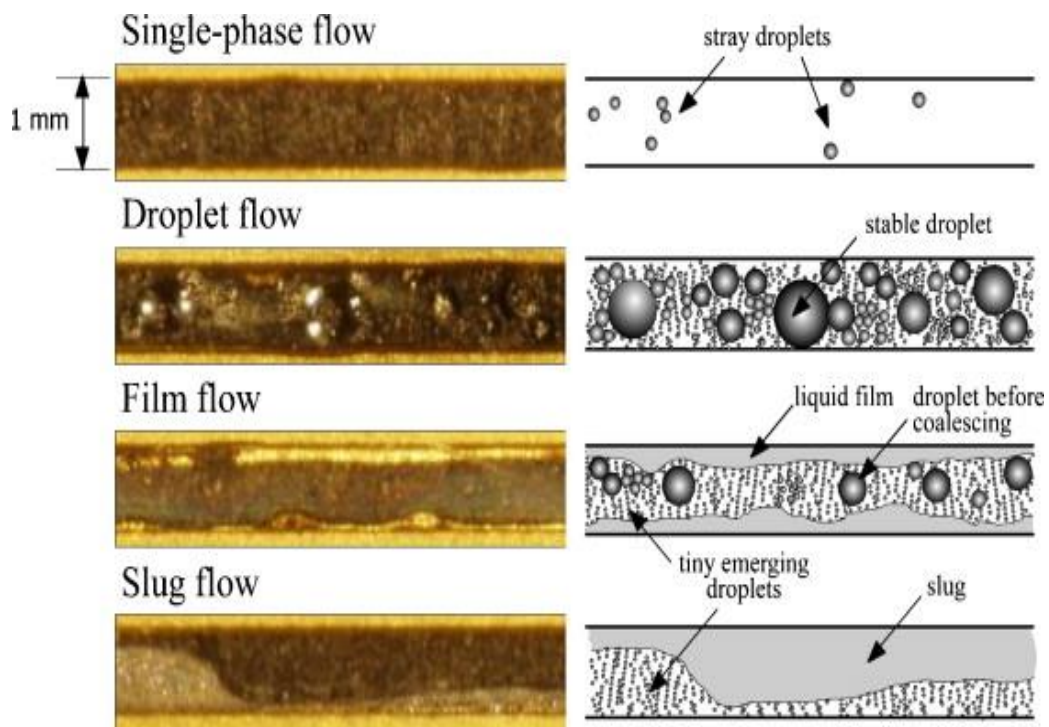 Single-phase flow
stray droplets
1 mm
Droplet flow
stable droplet
Film flow
liquid film
droplet before
coalescing
tiny emerging
droplets
Slug flow
slug